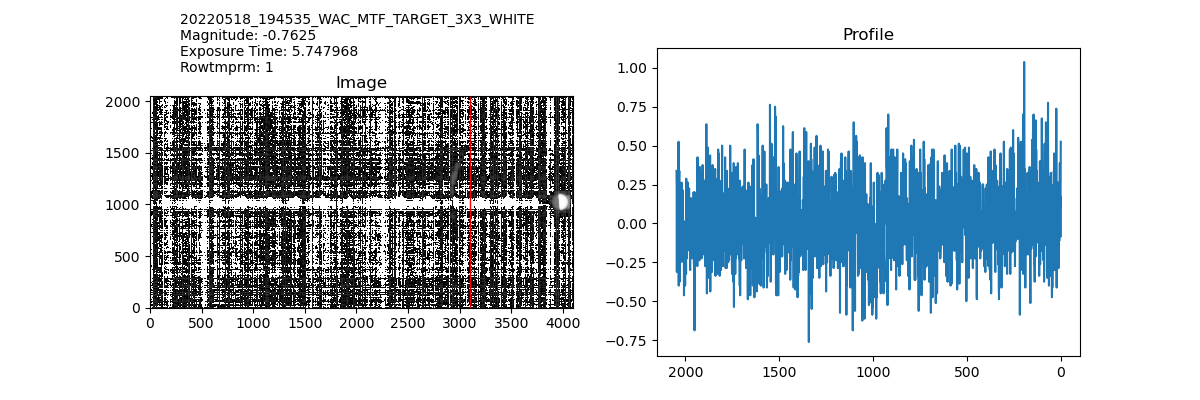 20220518_194535_WAC_MTF_TARGET_3X3_WHITE
Magnitude: -0.7625
Exposure Time: 5.747968
Rowtmprm: 1
Image
2000
1500
1000
500
0
0 500 1000 1500 2000 2500 3000 3500 4000
Profile
1.00
0.75
0.50
0.25
0.00
−0.25
−0.50
−0.75
2000 1500 1000 500 0